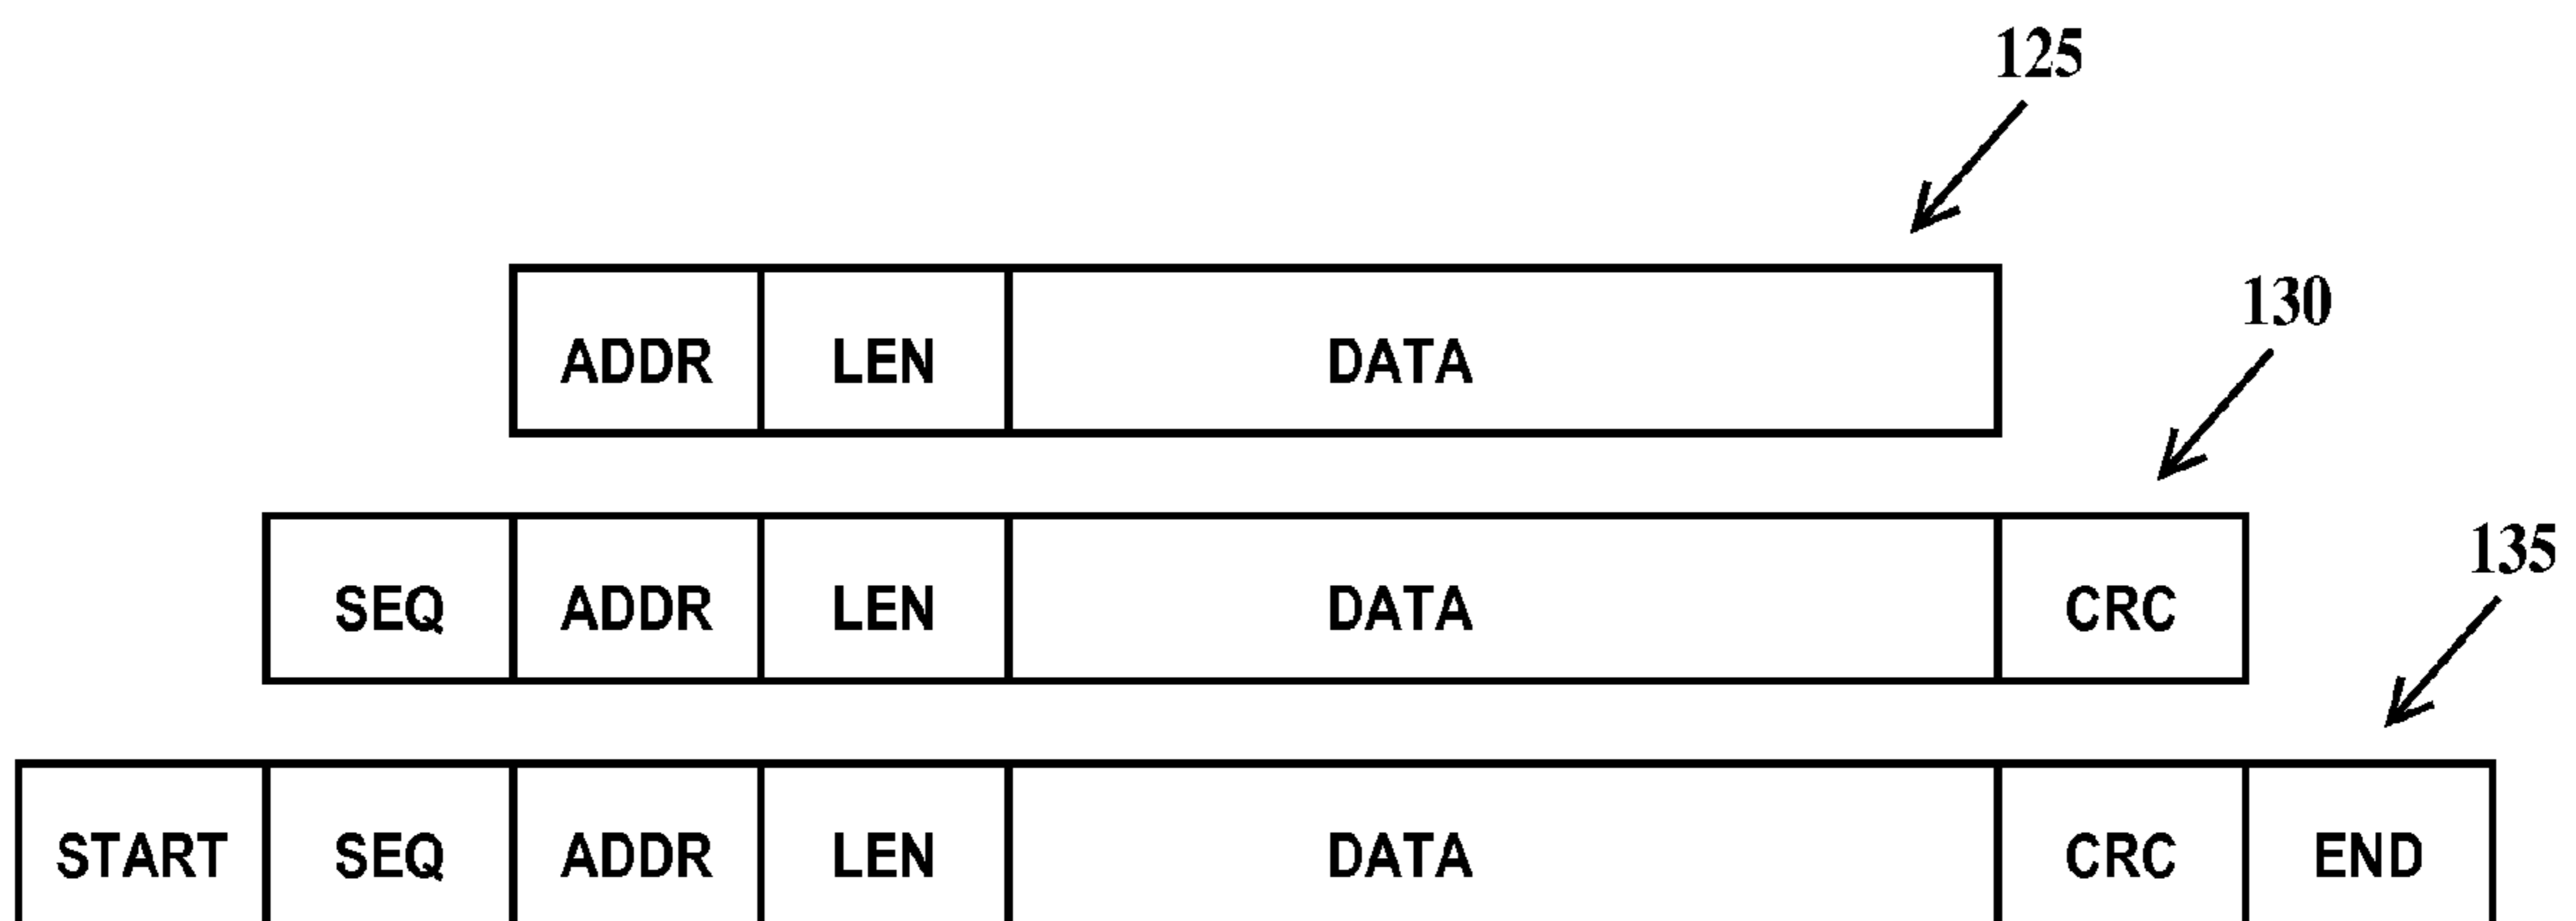 125
ADDR LEN DATA
130
SEQ ADDR LEN DATA CRC
135
START SEQ ADDR LEN DATA CRC END